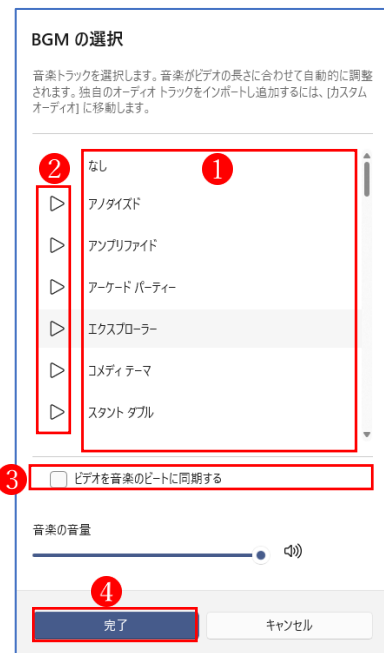 BGM の選択
音楽トラックを選択します。音楽がビデオの長さに合わせて自動的に調整
されます。独自のオーディオ トラックをインポートし追加するには、[カスタム
オーディオ] に移動します。
2
1
なし
アノダイズド
アンプリファイド
アーケード パーティー
エクスプローラー
コメディ テーマ
スタント ダブル
3
ビデオを音楽のビートに同期する
音楽の音量
4
完了
キャンセル